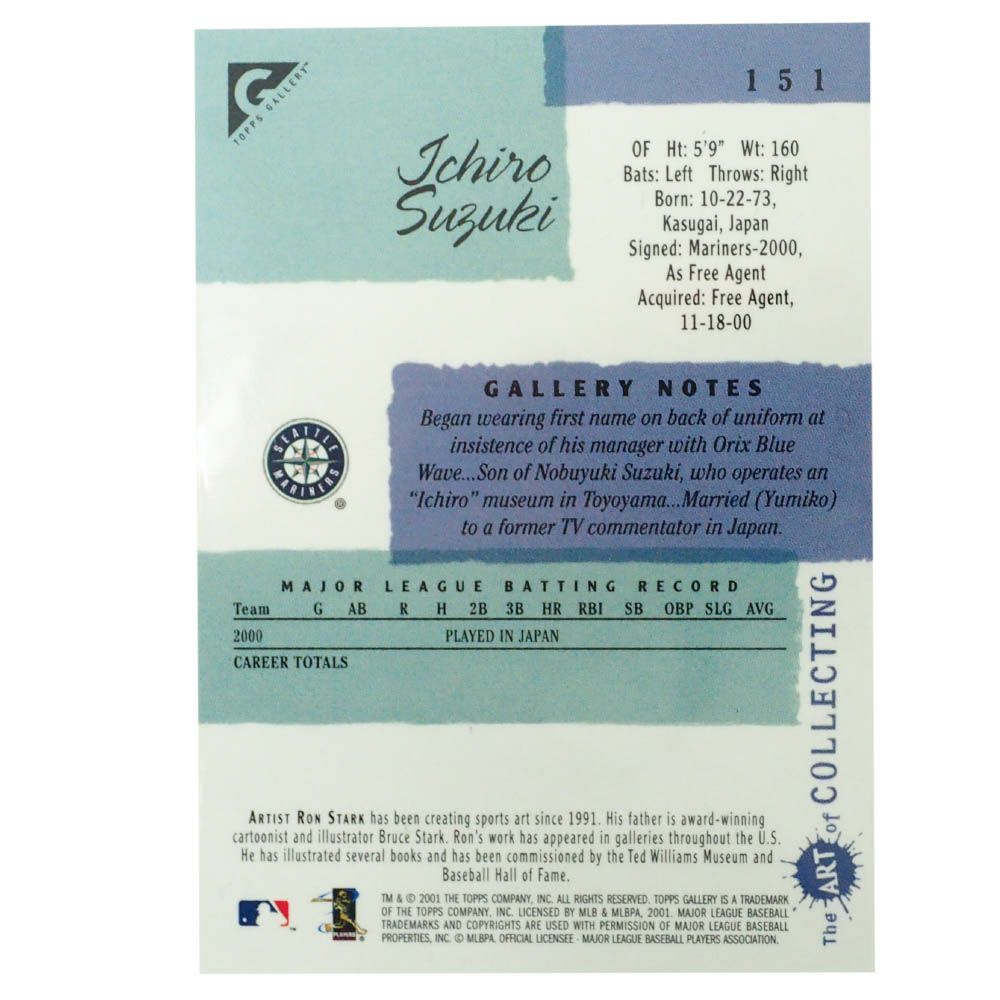 G
TOPPS GALLERY™
151
Ichiro
Suzuki
OF Ht: 5'9" Wt: 160
Bats: Left Throws: Right
Born: 10-22-73,
Kasugai, Japan
Signed: Mariners-2000,
As Free Agent
Acquired: Free Agent,
11-18-00
GALLERY NOTES
Began wearing first name on back of uniform at
insistence of his manager with Orix Blue
Wave...Son of Nobuyuki Suzuki, who operates an
"Ichiro" museum in Toyoyama...Married (Yumiko)
to a former TV commentator in Japan.
SEATTLE
MARINERS
®
MAJOR LEAGUE BATTING RECORD
Team G AB R H 2B 3B HR RBI SB OBP SLG AVG
2000 PLAYED IN JAPAN
CAREER TOTALS
The ART of COLLECTING
ARTIST RON STARK has been creating sports art since 1991. His father is award-winning
cartoonist and illustrator Bruce Stark. Ron's work has appeared in galleries throughout the U.S.
He has illustrated several books and has been commissioned by the Ted Williams Museum and
Baseball Hall of Fame.
TM & © 2001 THE TOPPS COMPANY, INC. ALL RIGHTS RESERVED. TOPPS GALLERY IS A TRADEMARK
OF THE TOPPS COMPANY, INC. LICENSED BY MLB & MLBPA, 2001. MAJOR LEAGUE BASEBALL
TRADEMARKS AND COPYRIGHTS ARE USED WITH PERMISSION OF MAJOR LEAGUE BASEBALL
PROPERTIES, INC. © MLBPA. OFFICIAL LICENSEE - MAJOR LEAGUE BASEBALL PLAYERS ASSOCIATION.
PLAYERS